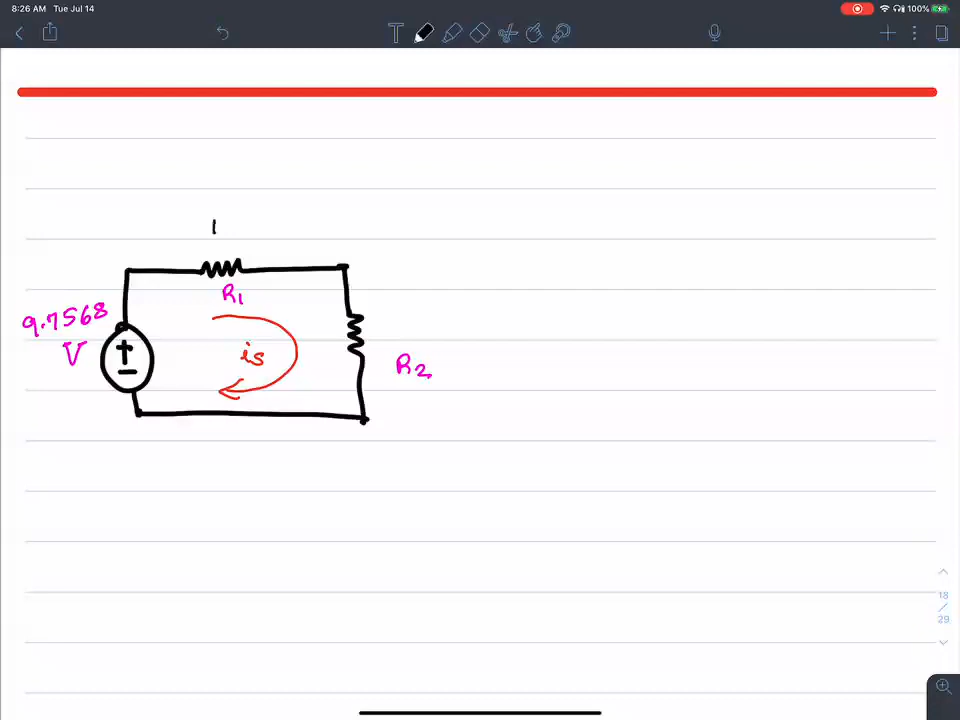 8:26 AM Tue Jul 14
100%
T
1
R1
9.7568
V
+
is
R2
18
/
29